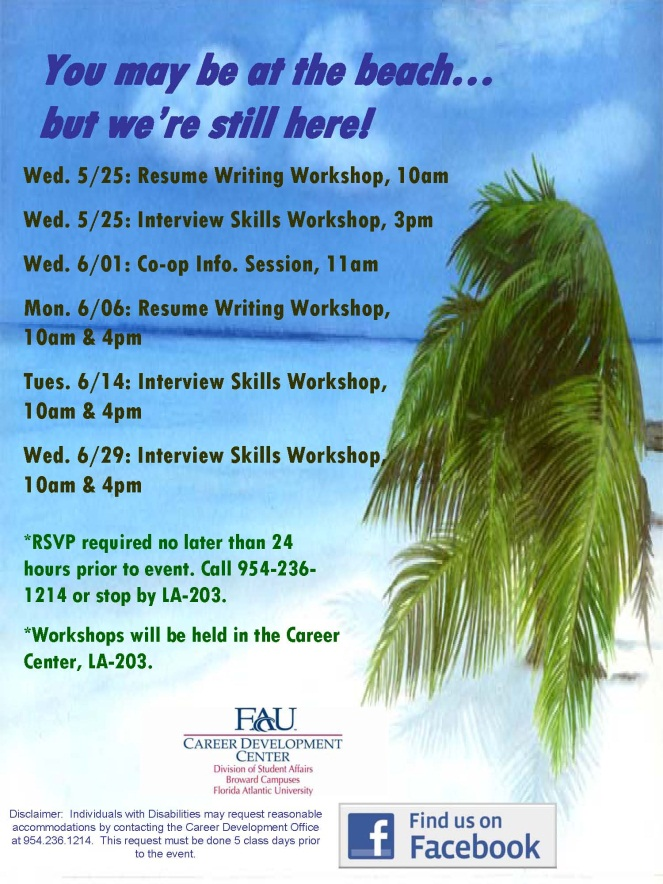 You may be at the beach…
but we're still here!
Wed. 5/25: Resume Writing Workshop, 10am
Wed. 5/25: Interview Skills Workshop, 3pm
Wed. 6/01: Co-op Info. Session, 11am
Mon. 6/06: Resume Writing Workshop,
10am & 4pm
Tues. 6/14: Interview Skills Workshop,
10am & 4pm
Wed. 6/29: Interview Skills Workshop,
10am & 4pm
*RSVP required no later than 24
hours prior to event. Call 954-236-
1214 or stop by LA-203.
*Workshops will be held in the Career
Center, LA-203.
FAU
CAREER DEVELOPMENT
CENTER
Division of Student Affairs
Broward Campuses
Florida Atlantic University
Disclaimer: Individuals with Disabilities may request reasonable
accommodations by contacting the Career Development Office
at 954.236.1214. This request must be done 5 class days prior
to the event.
f
Find us on
Facebook